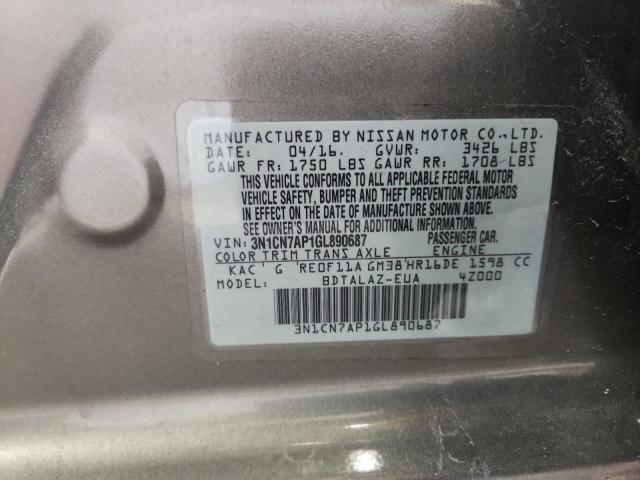 MANUFACTURED BY NISSAN MOTOR CO.,LTD.
DATE: 04/16. GVWR: 3426 LBS
GAWR FR: 1750 LBS GAWR RR: 1708 LBS
THIS VEHICLE CONFORMS TO ALL APPLICABLE FEDERAL MOTOR
VEHICLE SAFETY, BUMPER AND THEFT PREVENTION STANDARDS
IN EFFECT ON THE DATE OF MANUFACTURE SHOWN ABOVE.
SEE OWNER'S MANUAL FOR ADDITIONAL INFORMATION.
VIN: 3N1CN7AP1GL890687 PASSENGER CAR.
COLOR TRIM TRANS AXLE ENGINE
KAC G RE0F11A GM38 HR16DE 1598 CC
MODEL BDTALAZ-EUA 4Z000
3N1CN7AP1GL890687